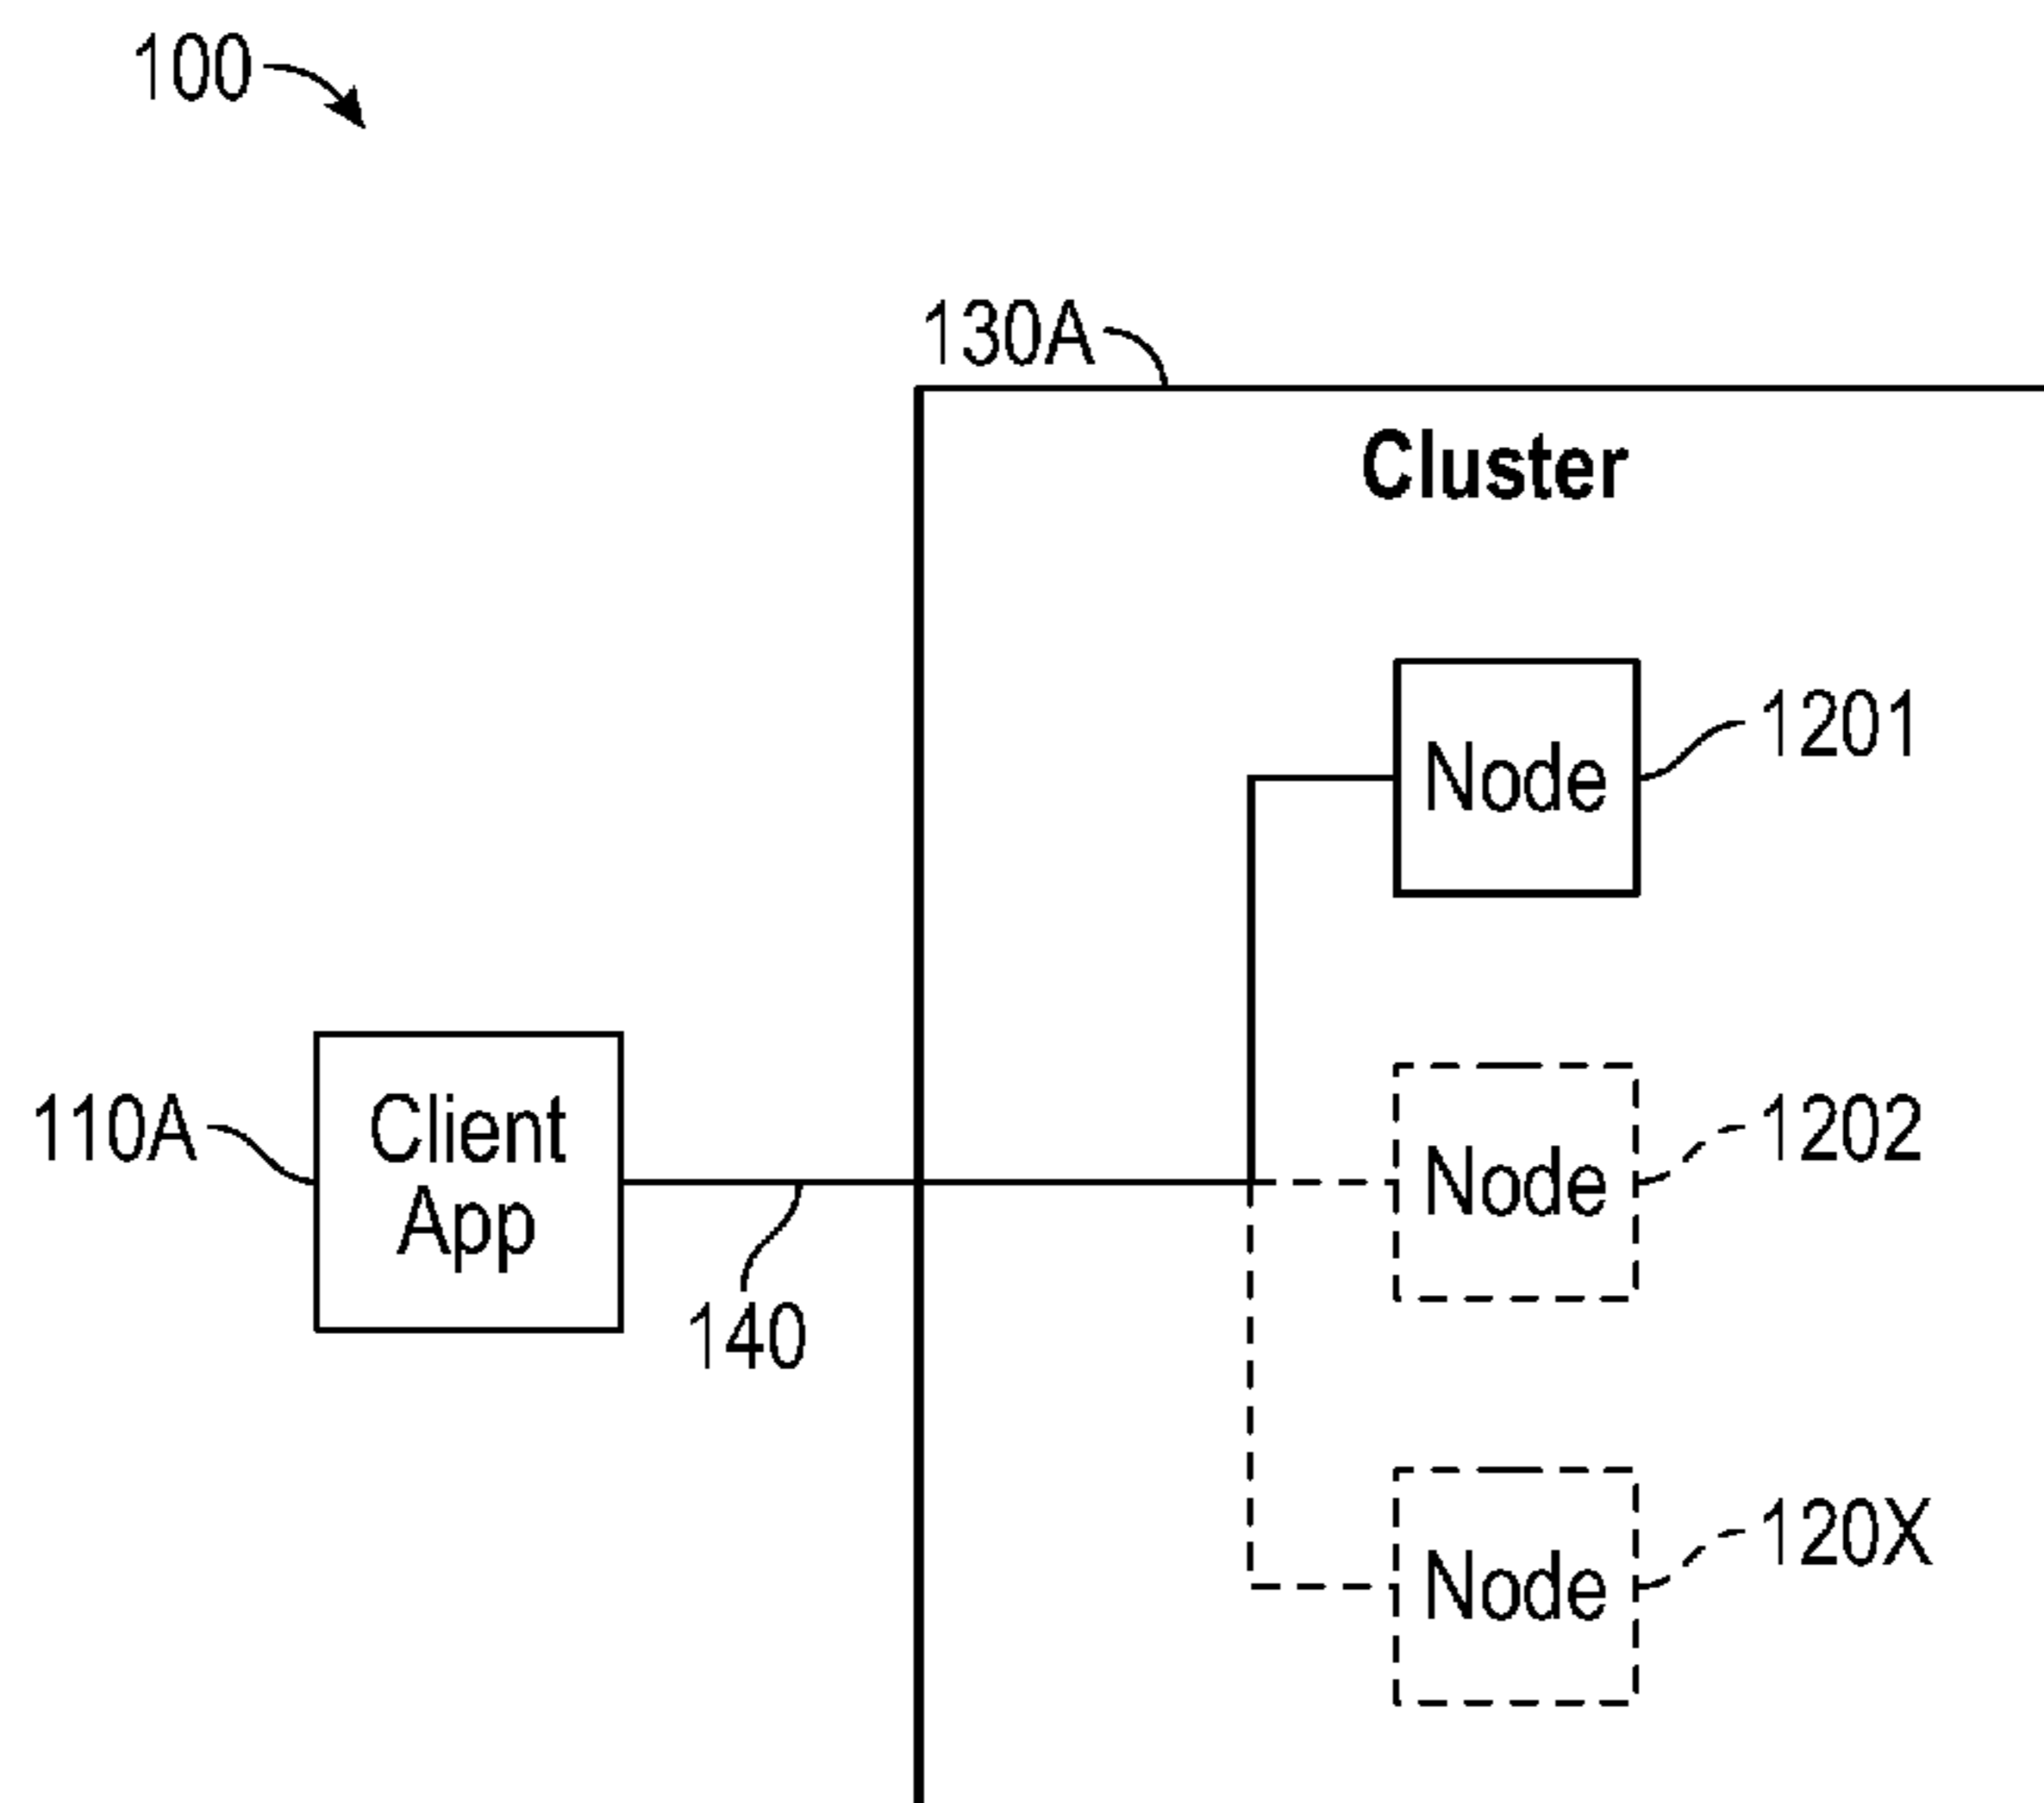 100
130A
Cluster
Node
1201
110A
Client
App
140
Node
1202
Node
120X